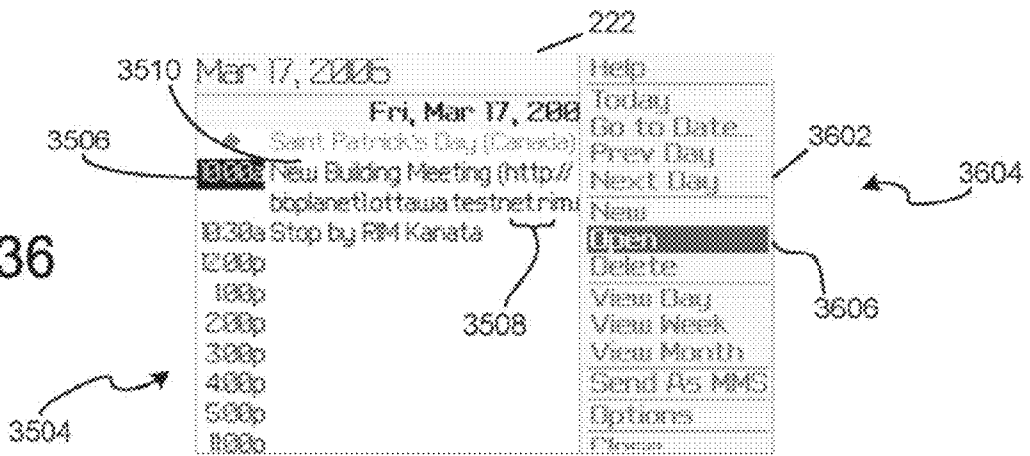 222
Mar 17, 2006
3510
Fri, Mar 17, 200
Saint Patrick's Day (Canada)
3506
New Building Meeting (http://
bbplanet1.ottawa.testnet.rim.
10:30a Stop by RIM Kanata
12:00p
1:00p
2:00p
3:00p
4:00p
5:00p
3508
3504
36
Help
Today
Go to Date...
Prev Day
Next Day
New
Open
Delete
View Day
View Week
View Month
Send As MMS
Options
Close
3602
3604
3606